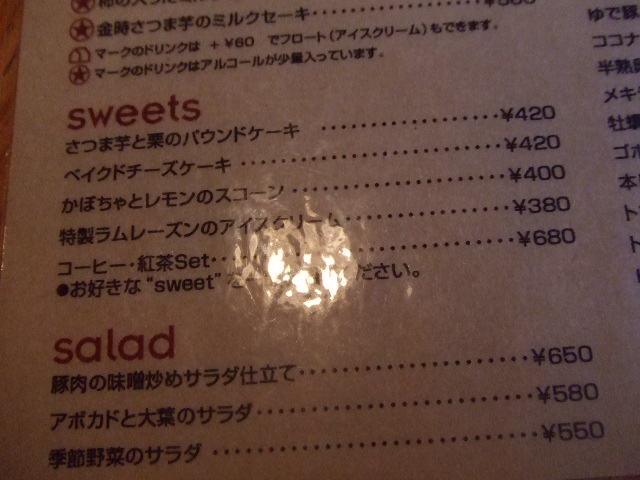 金時さつま芋のミルクセーキ
マークのドリンクは + ¥60 でフロート(アイスクリーム)もできます。
マークのドリンクはアルコールが少量入っています。
sweets
さつま芋と栗のパウンドケーキ ¥420
ベイクドチーズケーキ ¥420
かぼちゃとレモンのスコーン ¥400
特製ラムレーズンのアイスクリーム ¥380
コーヒー・紅茶Set ¥680
●お好きな "sweet" を ください。
salad
豚肉の味噌炒めサラダ仕立て ¥650
アボカドと大葉のサラダ ¥580
季節野菜のサラダ ¥550
ゆで豚
ココナ
半熟
メキ
牡蠣
ゴボ
本
ト
ト